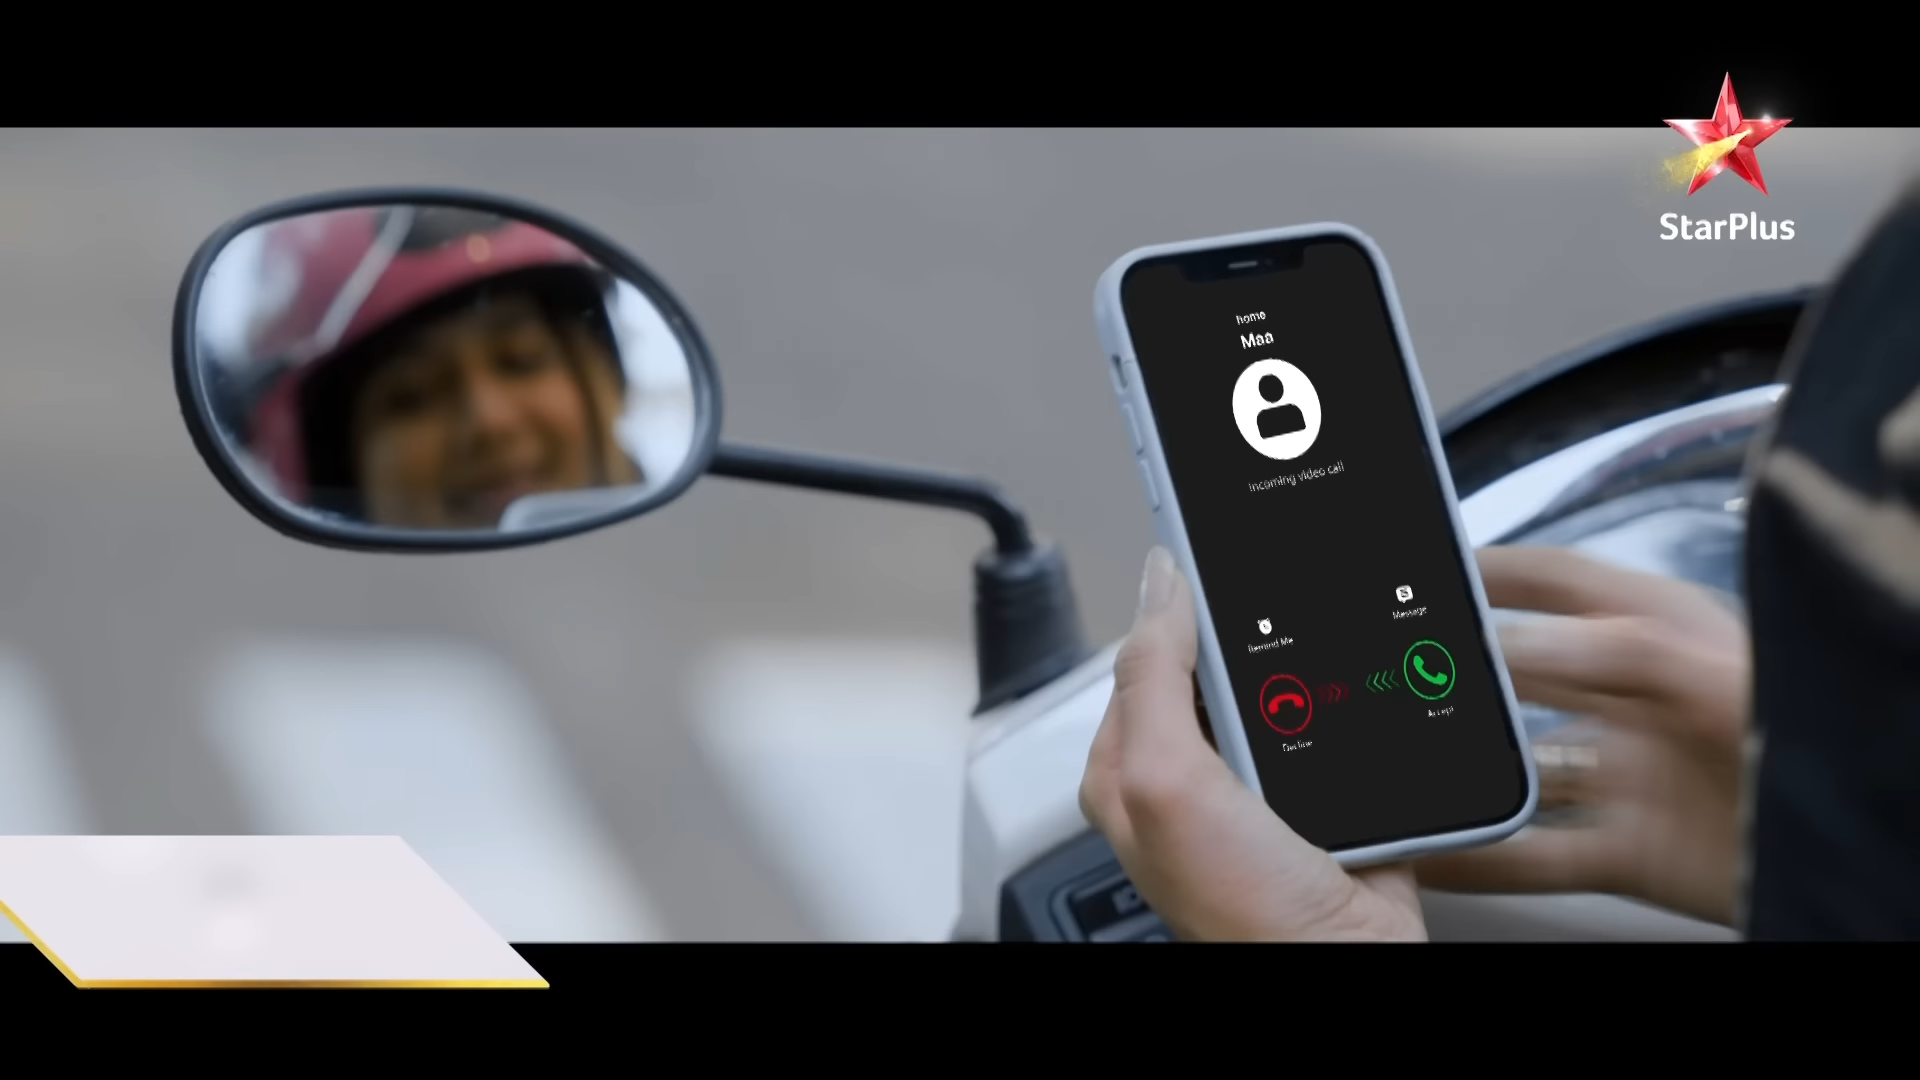 StarPlus
home
Maa
Incoming video call
Message
Remind Me
Accept
Decline